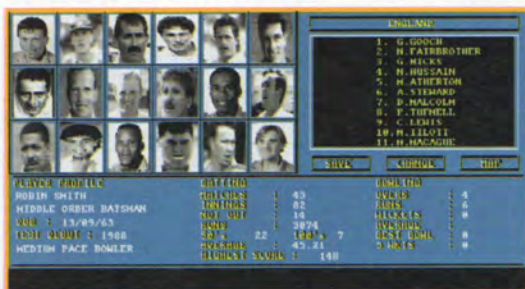 ENGLAND
1. G.GOOCH
2. N.FAIRBROTHER
3. G.HICKS
4. N.HUSSAIN
5. M.ATHERTON
6. A.STEWARD
7. D.MALCOLM
8. P.TUFNELL
9. C.LEWIS
10.M.ILLOTT
11.M.MACAGUE
SAVE CHANGE MAP
PLAYER PROFILE
ROBIN SMITH
MIDDLE ORDER BATSMAN
DOB : 13/09/63
TEST DEBUT : 1988
MEDIUM PACE BOWLER
BATTING
MATCHES : 45
INNINGS : 82
NOT OUT : 14
RUNS : 3074
50's 22 100's 7
AVERAGE : 45.21
HIGHEST SCORE : 148
BOWLING
OVERS : 4
RUNS : 6
WICKETS : 0
AVERAGE :
BEST BOWL : 0
5 WKTS : 0